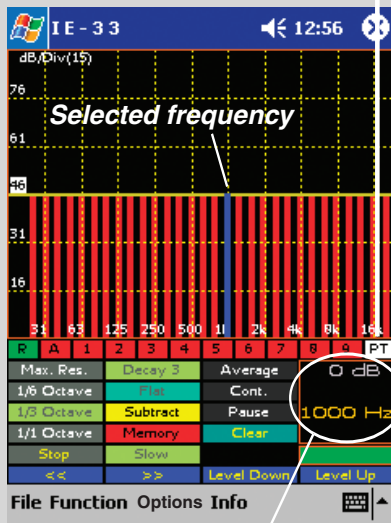 IE-33 12:56
dB/Div(15)
76
Selected frequency
61
46
31
16
31 63 125 250 500 1k 2k 4k 8k 16k
R A 1 2 3 4 5 6 7 8 9 PT
Max. Res. Decay 3 Average 0 dB
1/6 Octave Flat Cont.
1/3 Octave Subtract Pause 1000 Hz
1/1 Octave Memory Clear
Stop Slow
<< >> Level Down Level Up
File Function Options Info